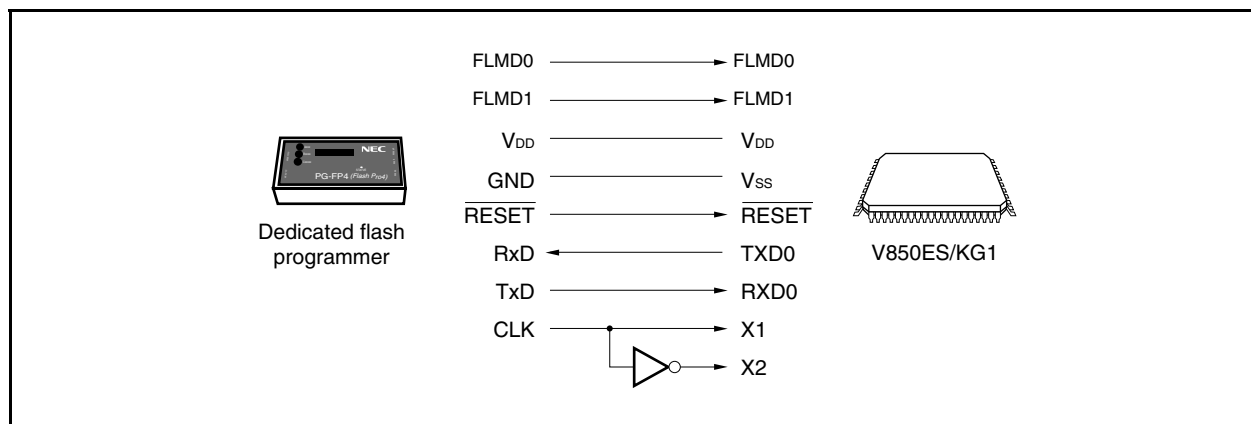 FLMD0 FLMD0
FLMD1 FLMD1
VDD VDD
GND VSS
RESET RESET
RxD TXD0
TxD RXD0
CLK X1
X2
NEC
PG-FP4 (Flash Pro4)
Dedicated flash
programmer
V850ES/KG1